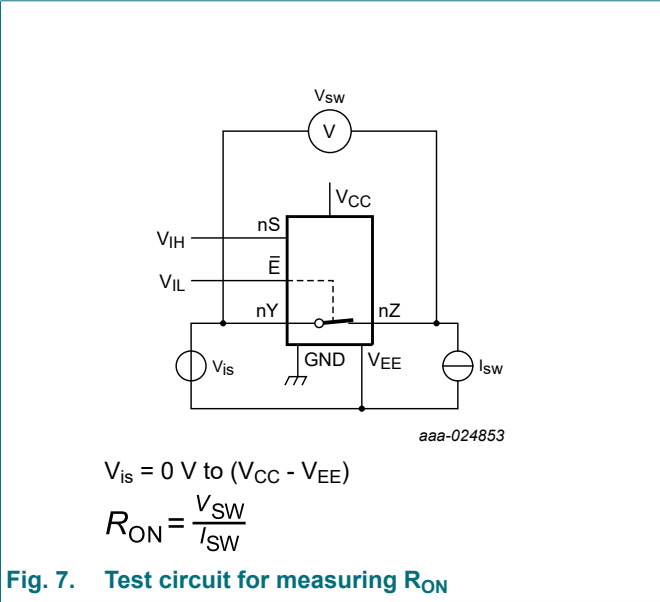 VSW
V
VCC
nS
VIH
E̅
VIL
nY
nZ
GND
VEE
Vis
Isw
aaa-024853
Vis = 0 V to (VCC - VEE)
RON = VSW / ISW
Fig. 7. Test circuit for measuring RON